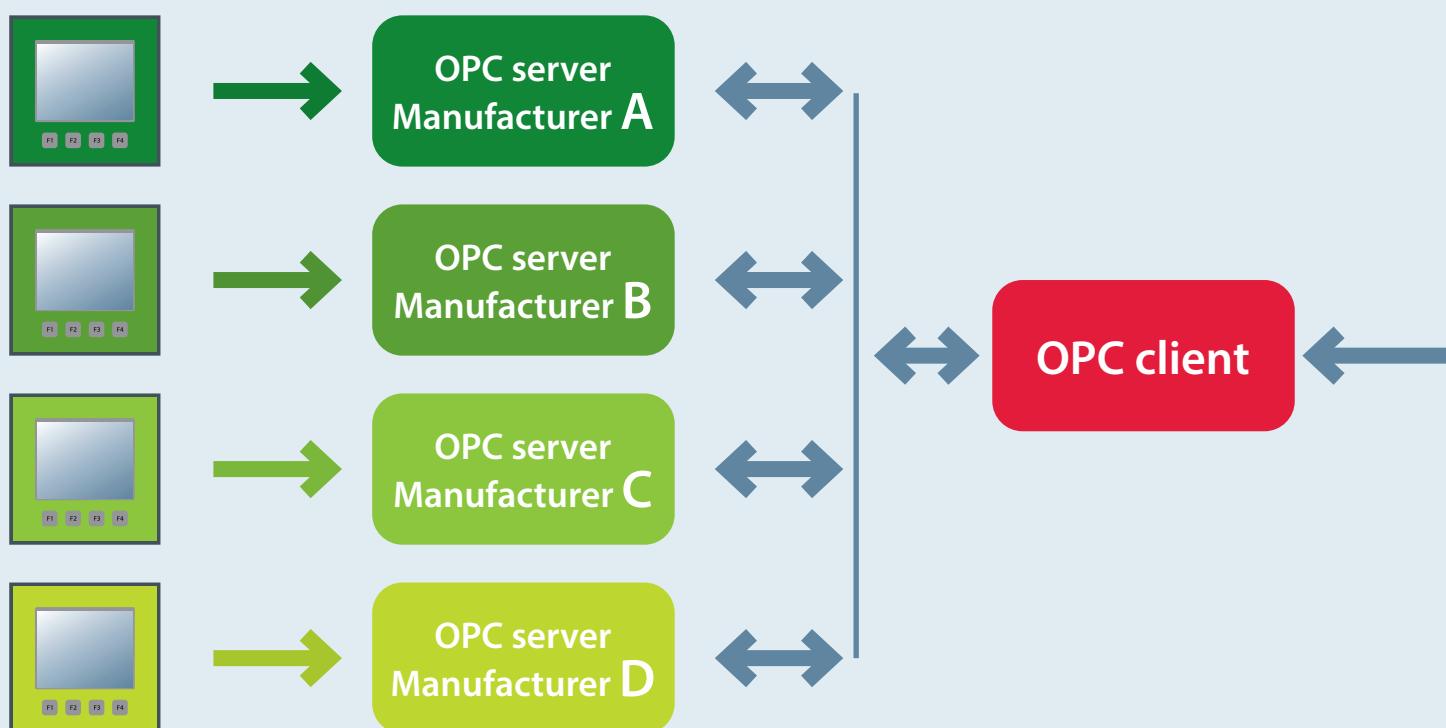 F1 F2 F3 F4
OPC server
Manufacturer A
F1 F2 F3 F4
OPC server
Manufacturer B
OPC client
F1 F2 F3 F4
OPC server
Manufacturer C
F1 F2 F3 F4
OPC server
Manufacturer D